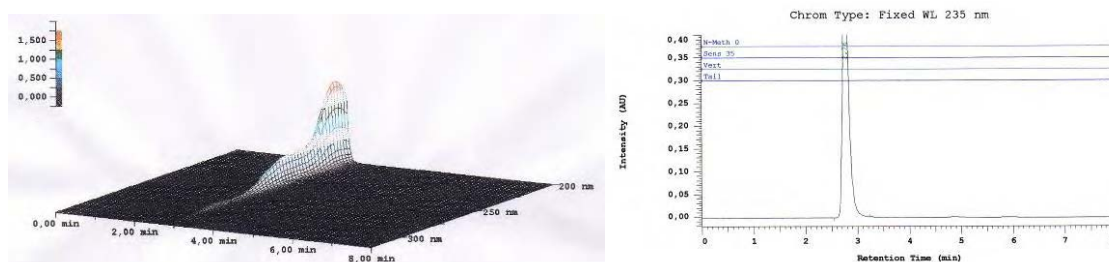 1,500
1,000
0,500
0,000
0,00 min
2,00 min
4,00 min
6,00 min
8,00 min
300 nm
250 nm
200 nm
Chrom Type: Fixed WL 235 nm
Intensity (AU)
0,40
0,35
0,30
0,25
0,20
0,15
0,10
0,05
0,00
N-Meth 0
Sens 35
Vert
Tail
0 1 2 3 4 5 6 7
Retention Time (min)